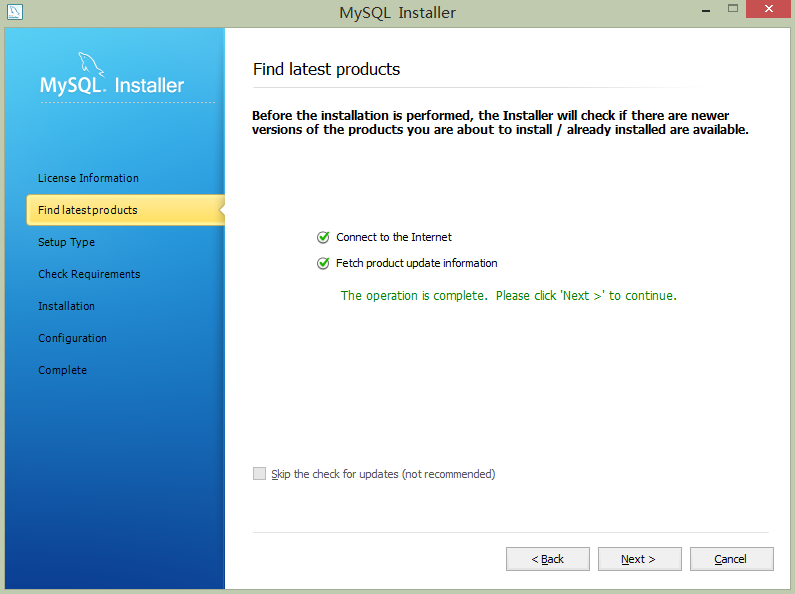 MySQL Installer
MySQL. Installer
Find latest products
Before the installation is performed, the Installer will check if there are newer
versions of the products you are about to install / already installed are available.
License Information
Find latest products
Setup Type
Check Requirements
Installation
Configuration
Complete
Connect to the Internet
Fetch product update information
The operation is complete. Please click 'Next >' to continue.
Skip the check for updates (not recommended)
< Back
Next >
Cancel